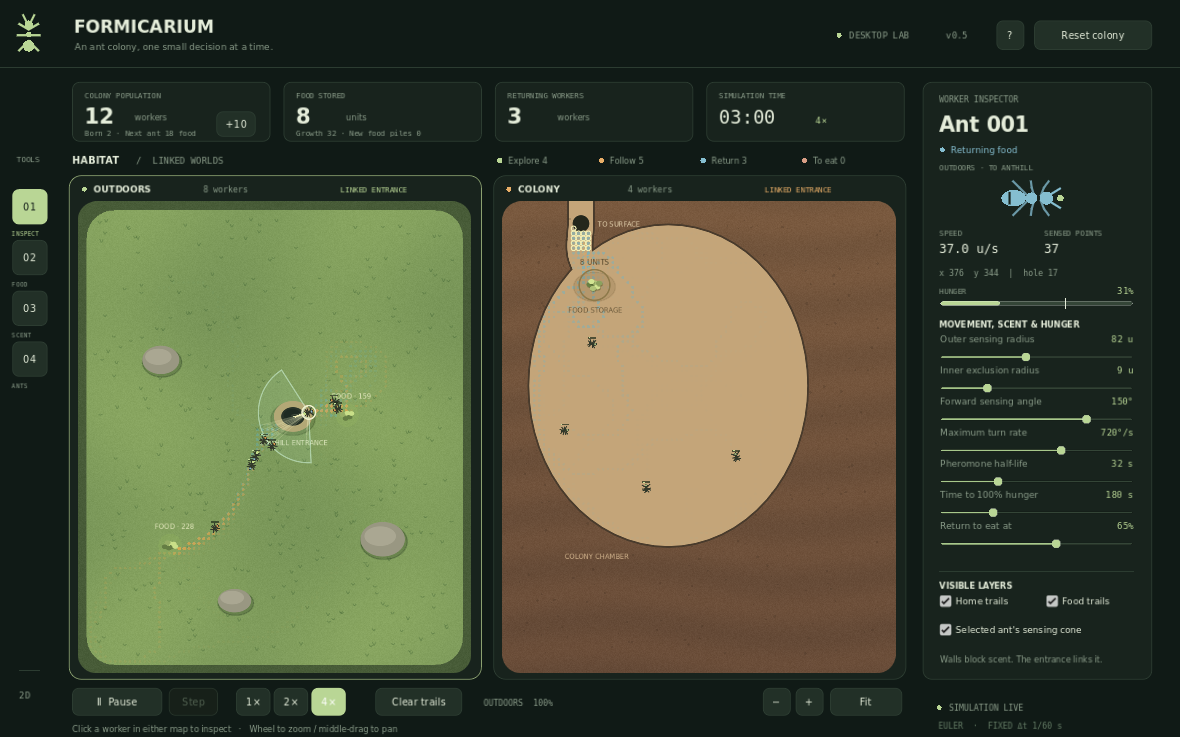 FORMICARIUM
An ant colony, one small decision at a time.
DESKTOP LAB
v0.5
?
Reset colony
COLONY POPULATION
12 workers
+10
Born 2 · Next ant 18 food
FOOD STORED
8 units
Growth 32 · New food piles 0
RETURNING WORKERS
3 workers
SIMULATION TIME
03:00 4×
TOOLS
01
INSPECT
02
FOOD
03
SCENT
04
ANTS
2D
HABITAT / LINKED WORLDS
Explore 4
Follow 5
Return 3
To eat 0
OUTDOORS 8 workers LINKED ENTRANCE
OOD · 159
HILL ENTRANCE
FOOD · 220
COLONY 4 workers LINKED ENTRANCE
TO SURFACE
8 UNITS
FOOD STORAGE
COLONY CHAMBER
WORKER INSPECTOR
Ant 001
Returning food
OUTDOORS · TO ANTHILL
SPEED
37.0 u/s
SENSED POINTS
37
x 376 y 344 | hole 17
HUNGER 31%
MOVEMENT, SCENT & HUNGER
Outer sensing radius 82 u
Inner exclusion radius 9 u
Forward sensing angle 150°
Maximum turn rate 720°/s
Pheromone half-life 32 s
Time to 100% hunger 180 s
Return to eat at 65%
VISIBLE LAYERS
Home trails
Food trails
Selected ant's sensing cone
Walls block scent. The entrance links it.
Pause
Step
1×
2×
4×
Clear trails
OUTDOORS 100%
−
+
Fit
Click a worker in either map to inspect · Wheel to zoom / middle-drag to pan
SIMULATION LIVE
EULER · FIXED Δt 1/60 s